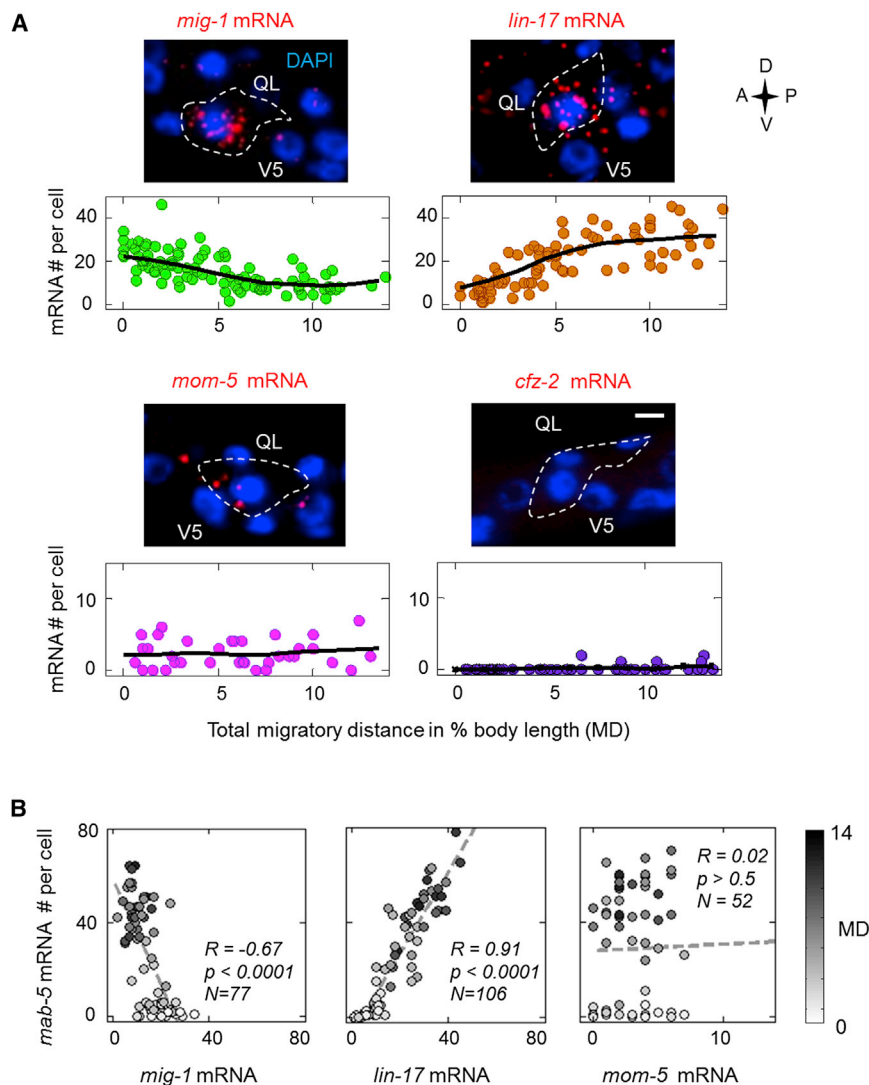 A
mig-1 mRNA
lin-17 mRNA
DAPI
QL
V5
QL
V5
D
A P
V
mRNA # per cell
40
20
0
0 5 10
40
20
0
0 5 10
mom-5 mRNA
cfz-2 mRNA
QL
V5
QL
V5
mRNA # per cell
10
0
0 5 10
10
0
0 5 10
Total migratory distance in % body length (MD)
B
mab-5 mRNA # per cell
80
40
0
R = -0.67
p < 0.0001
N=77
0 40 80
mig-1 mRNA
R = 0.91
p < 0.0001
N=106
0 40 80
lin-17 mRNA
R = 0.02
p > 0.5
N = 52
0 10
mom-5 mRNA
14
MD
0